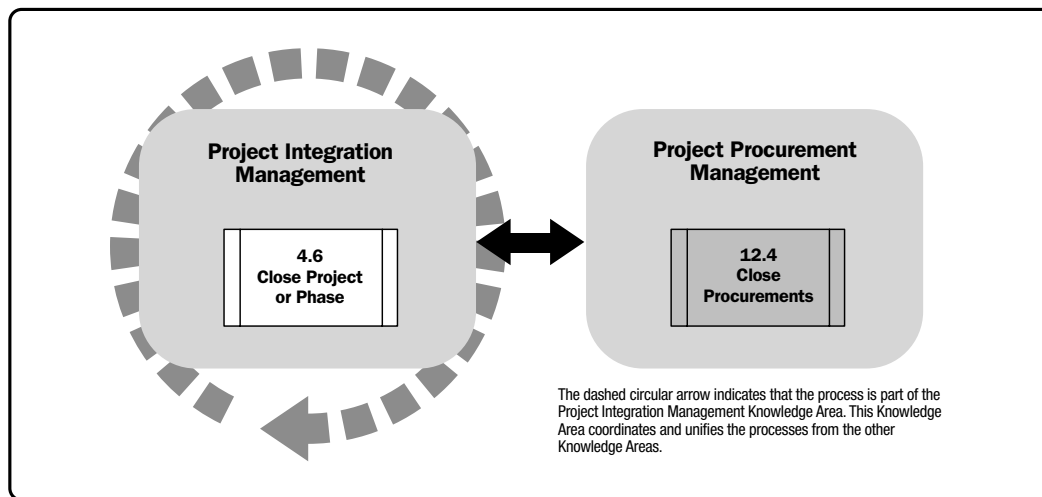 Project Integration
Management
4.6
Close Project
or Phase
Project Procurement
Management
12.4
Close
Procurements
The dashed circular arrow indicates that the process is part of the
Project Integration Management Knowledge Area. This Knowledge
Area coordinates and unifies the processes from the other
Knowledge Areas.